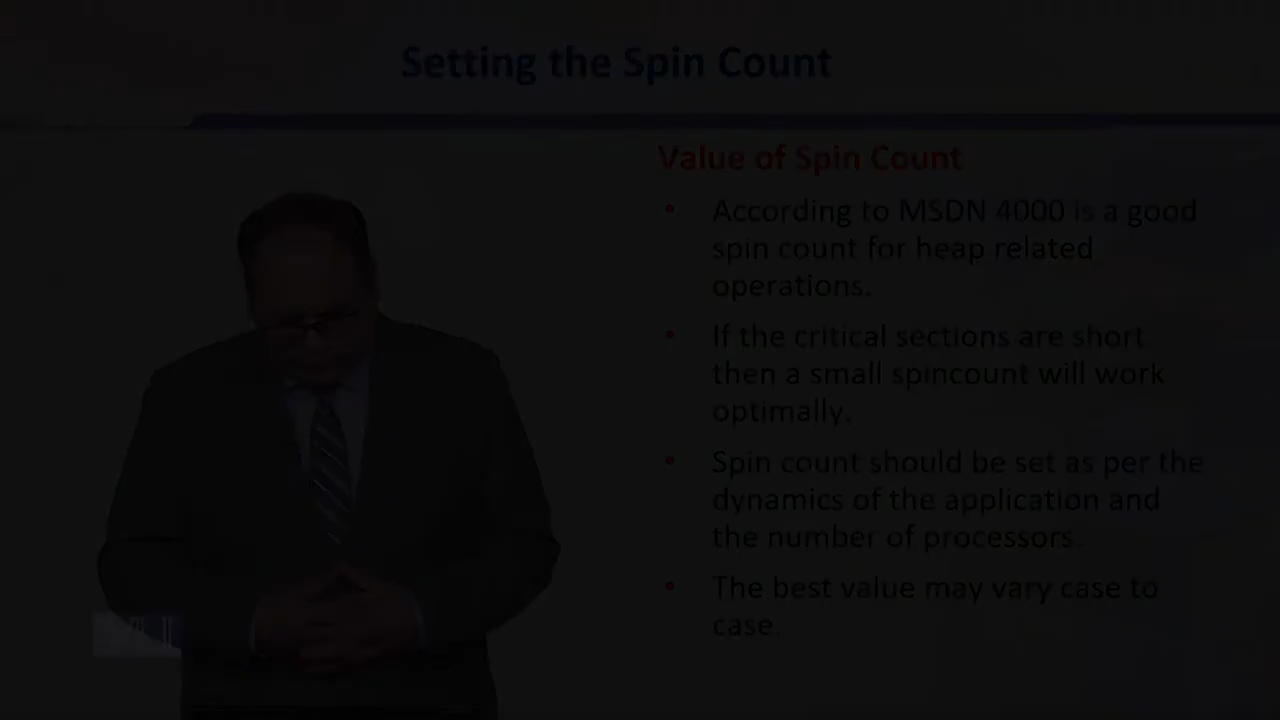 Setting the Spin Count
Value of Spin Count
• According to MSDN 4000 is a good
spin count for heap related
operations.
• If the critical sections are short
then a small spincount will work
optimally.
• Spin count should be set as per the
dynamics of the application and
the number of processors.
• The best value may vary case to
case.